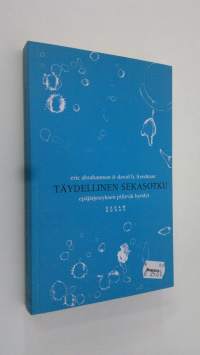 eric abrahamson & david h. freedman
TÄYDELLINEN SEKASOTKU
epäjärjestyksen piilevät hyödyt